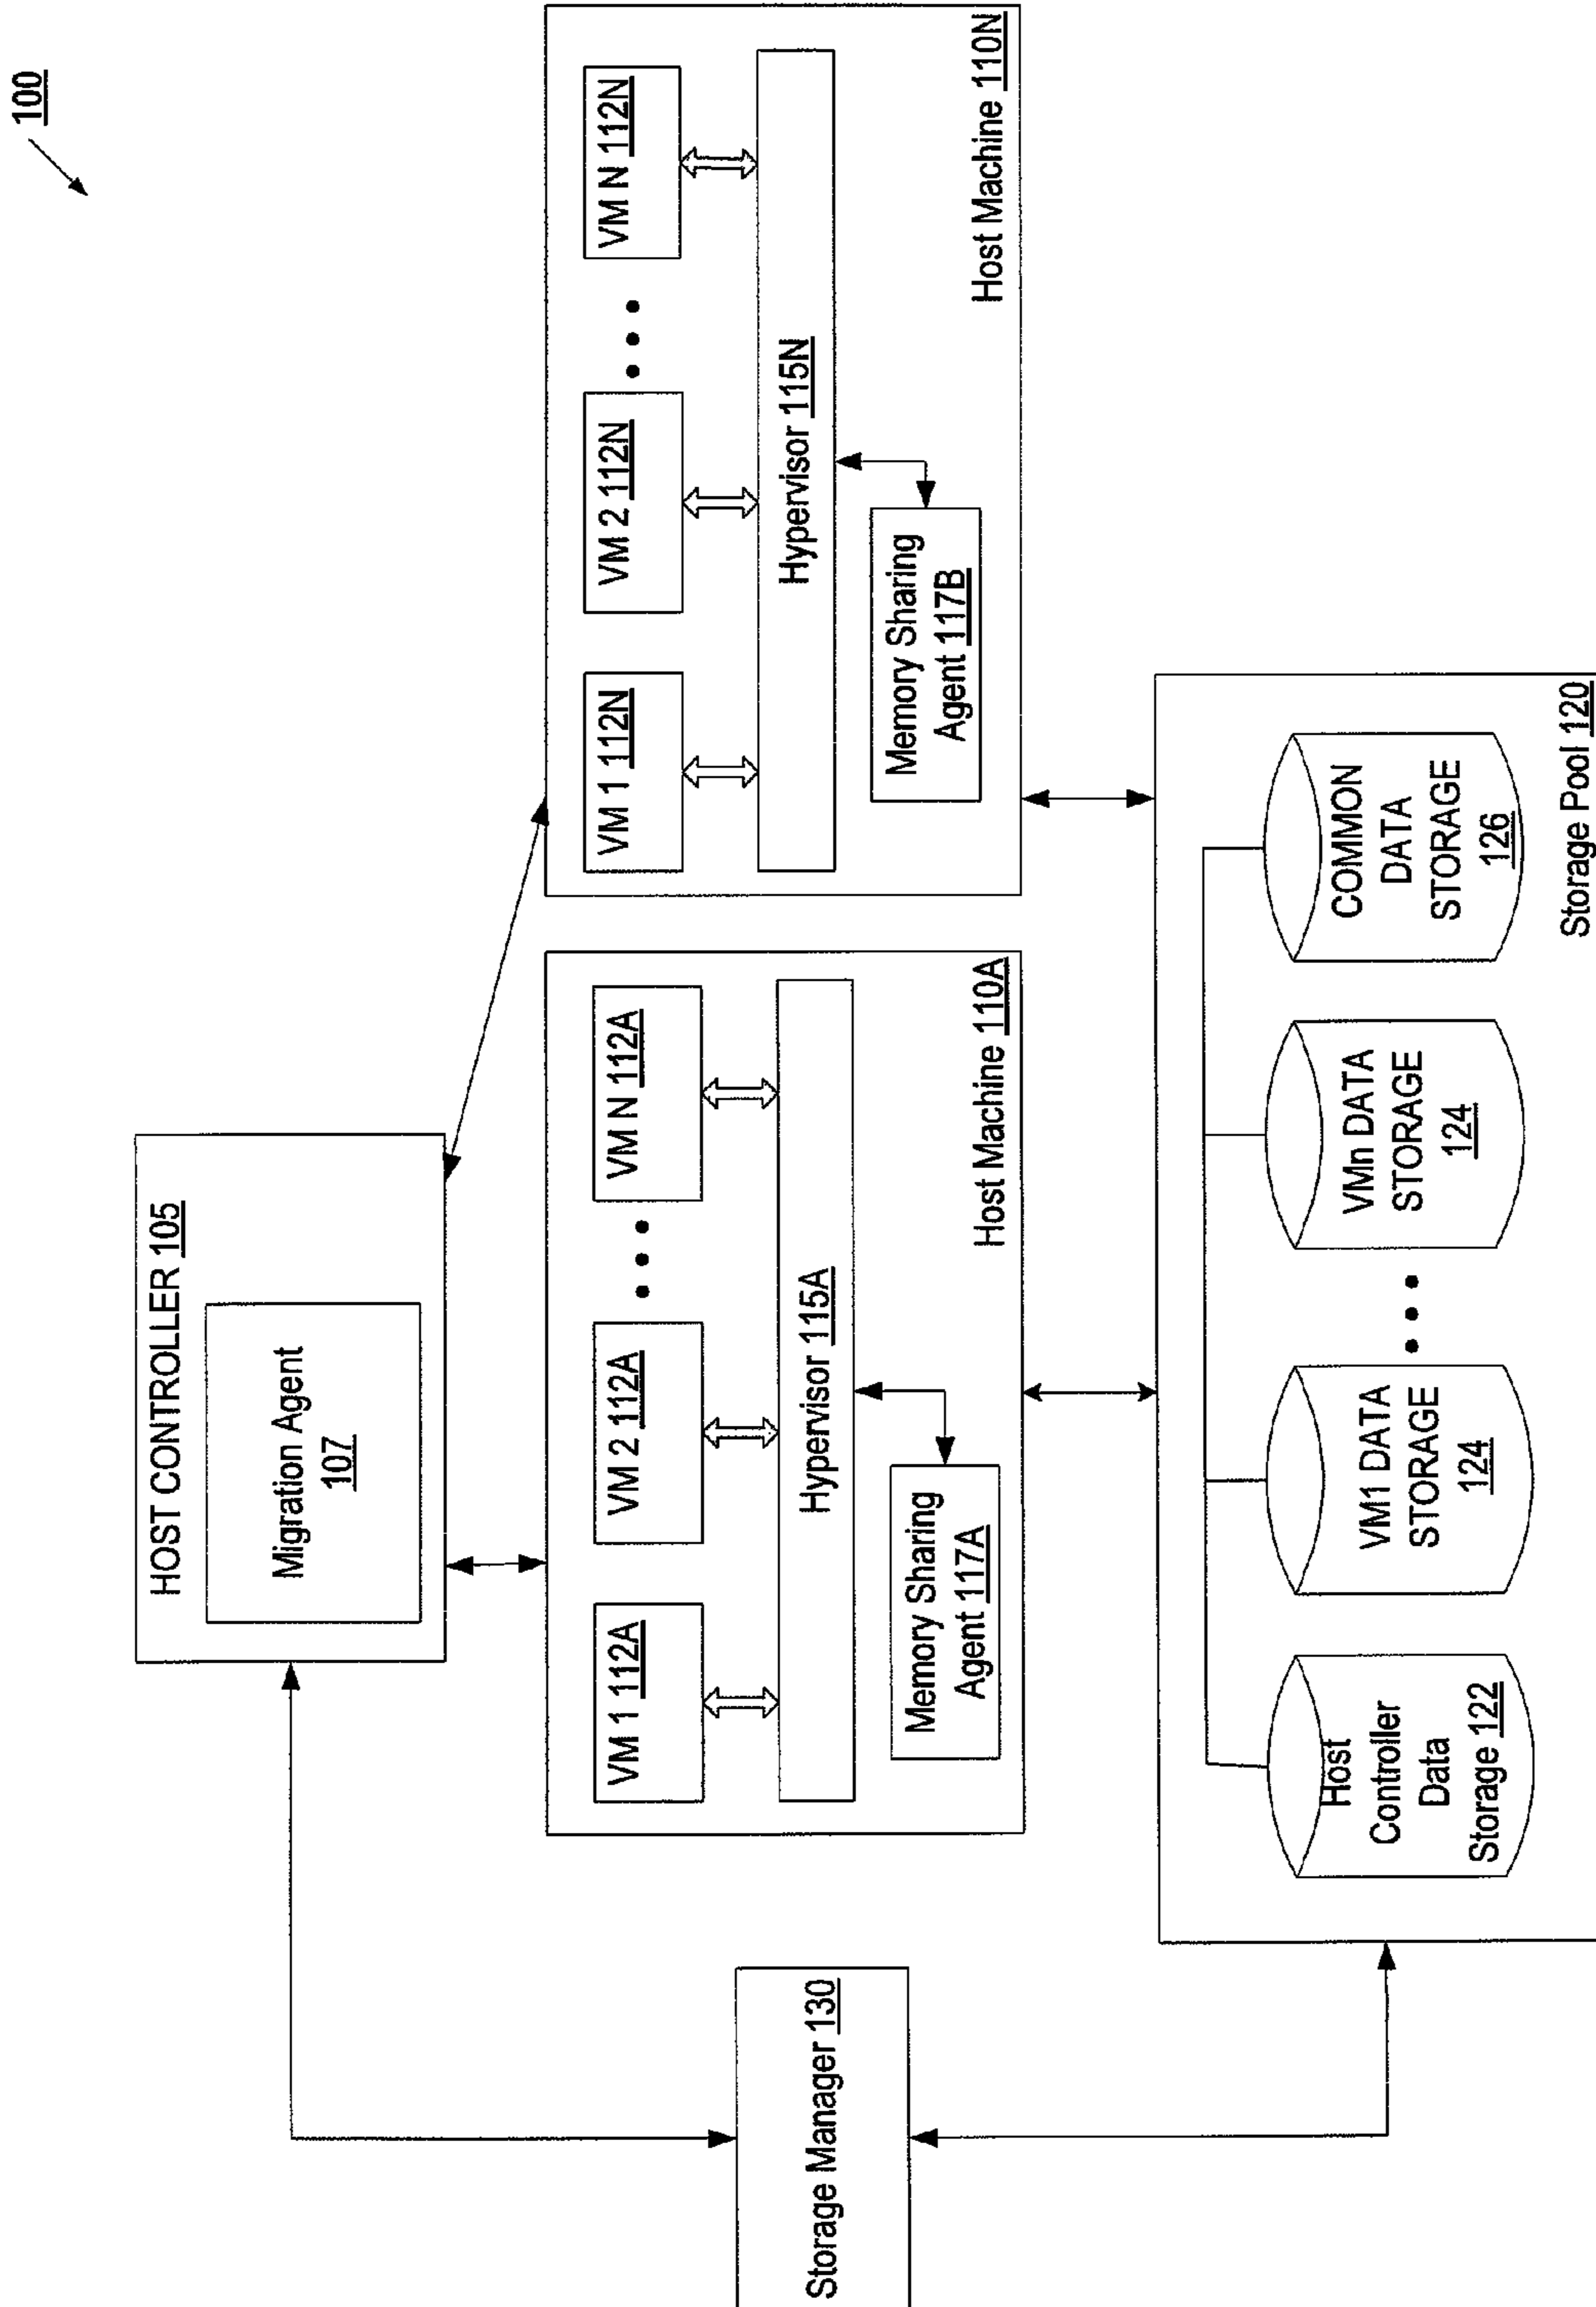 100
HOST CONTROLLER 105
Migration Agent
107
VM 1 112A
VM 2 112A
VM N 112A
Hypervisor 115A
Memory Sharing
Agent 117A
Host Machine 110A
VM 1 112N
VM 2 112N
VM N 112N
Hypervisor 115N
Memory Sharing
Agent 117B
Host Machine 110N
Storage Manager 130
Host
Controller
Data
Storage 122
VM1 DATA
STORAGE
124
VMn DATA
STORAGE
124
COMMON
DATA
STORAGE
126
Storage Pool 120